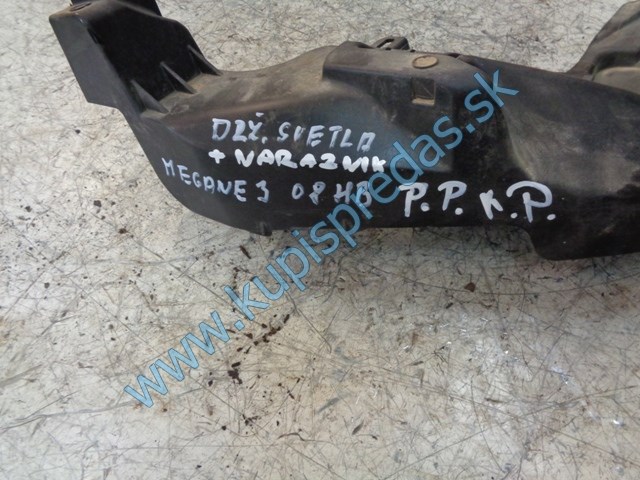 DRŽ. SVETLA
+ NARAZNIK
MEGANE 3 08 HB P.P. K.P.
www.kupispredas.sk